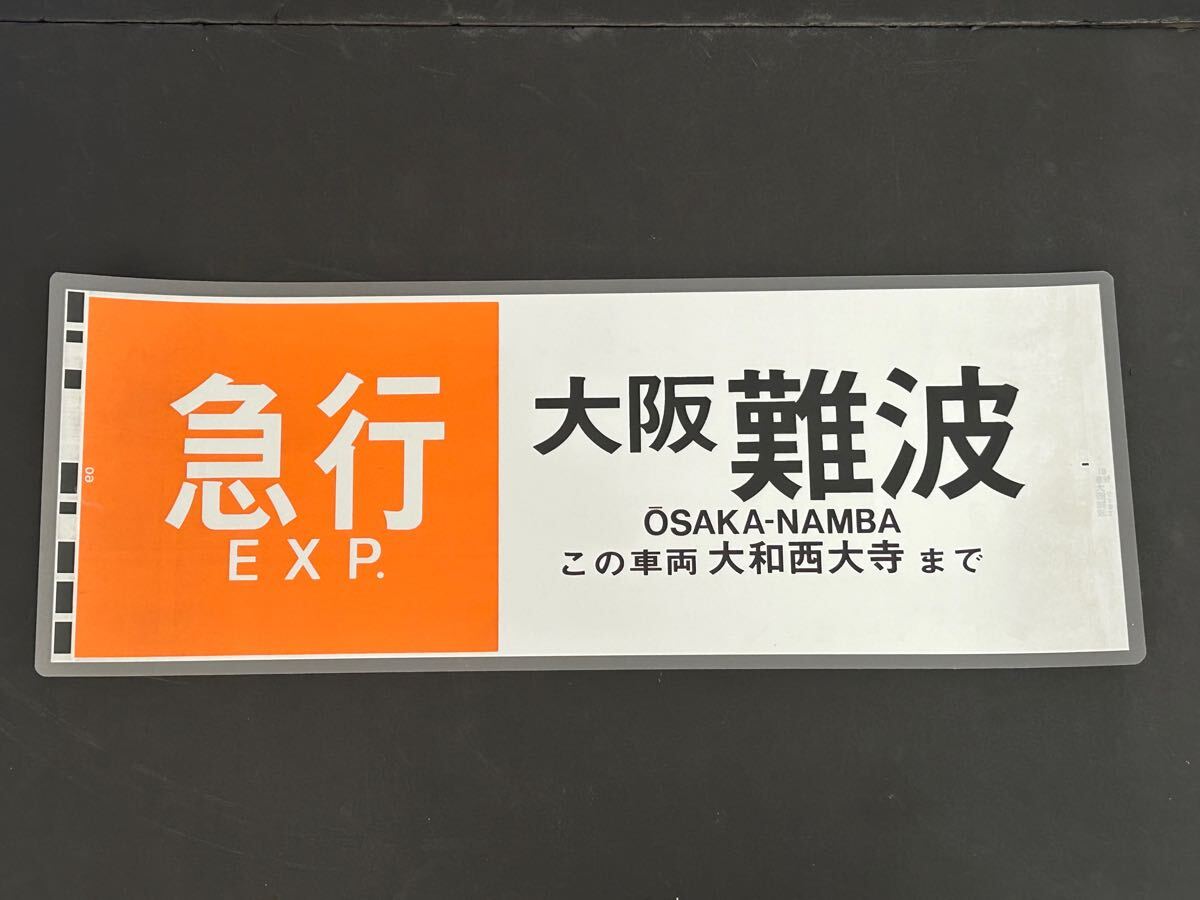 急行
EXP.
大阪難波
ŌSAKA-NAMBA
この車両 大和西大寺 まで